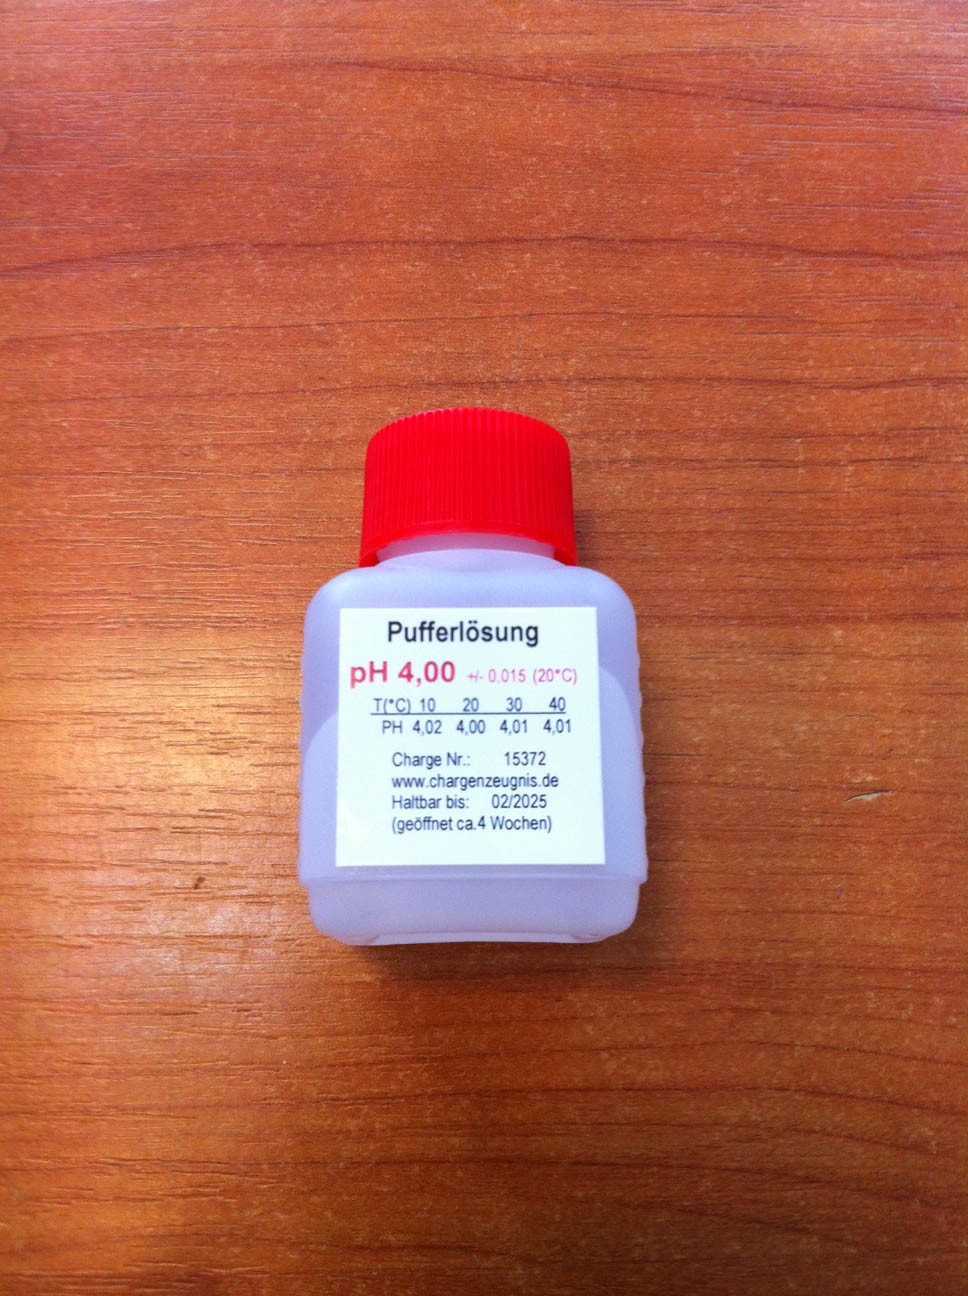 Pufferlösung
pH 4,00 +/- 0,015 (20°C)
T(°C) 10 20 30 40
PH 4,02 4,00 4,01 4,01
Charge Nr.: 15372
www.chargenzeugnis.de
Haltbar bis: 02/2025
(geöffnet ca.4 Wochen)